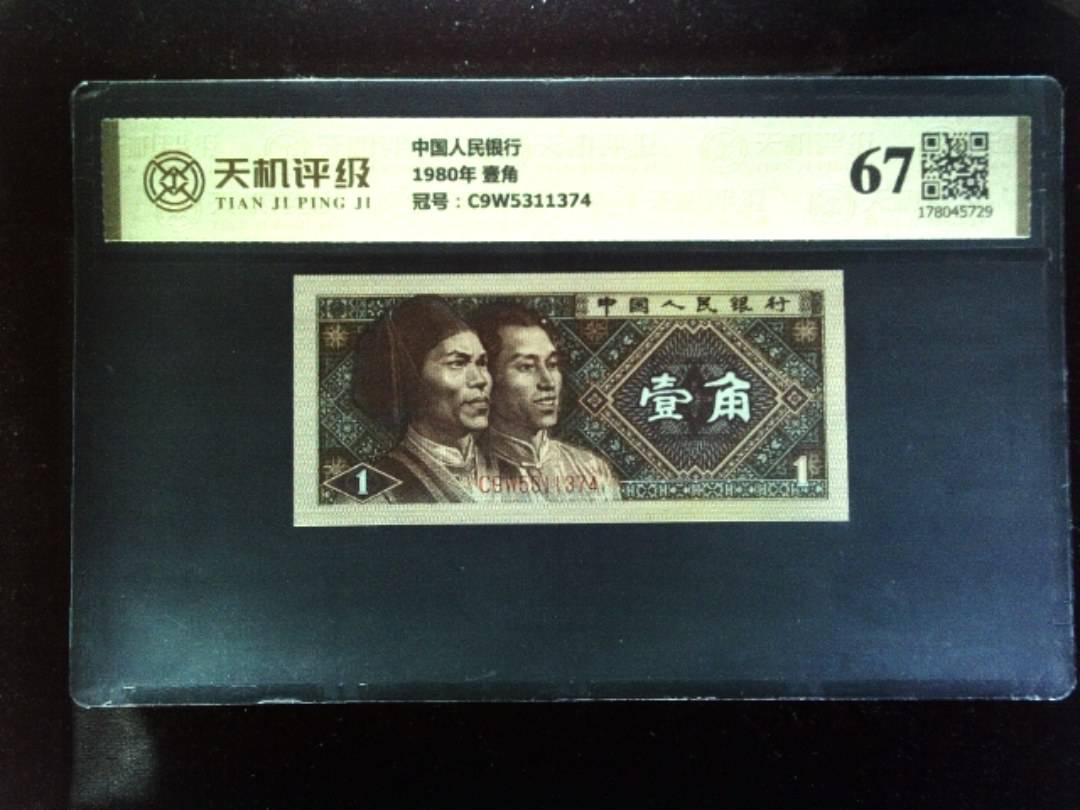 天机评级
TIAN JI PING JI
中国人民银行
1980年 壹角
冠号：C9W5311374
67
178045729
中国人民银行
壹角
1
C9W5311374
1